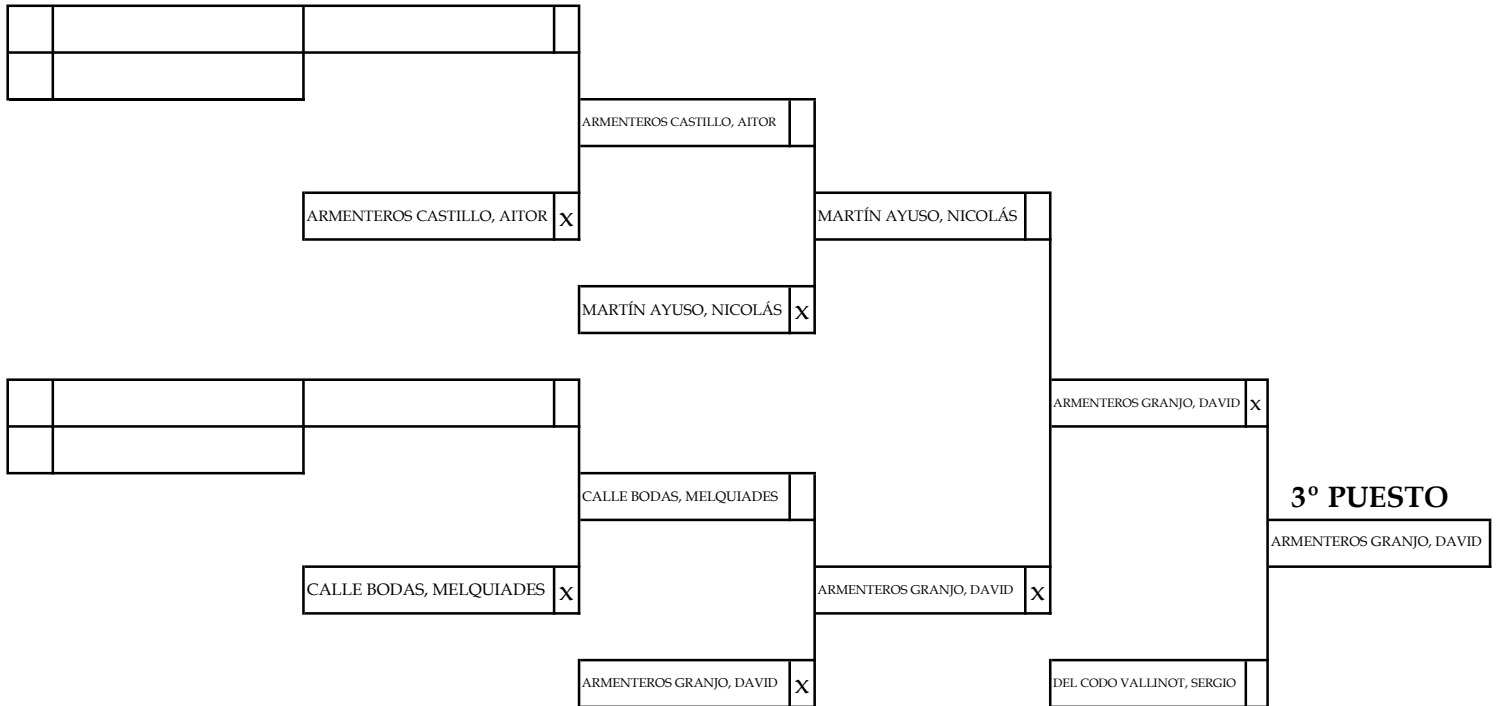 ARMENTEROS CASTILLO, AITOR
ARMENTEROS CASTILLO, AITOR x
MARTÍN AYUSO, NICOLÁS
MARTÍN AYUSO, NICOLÁS x
ARMENTEROS GRANJO, DAVID x
CALLE BODAS, MELQUIADES
3º PUESTO
ARMENTEROS GRANJO, DAVID
CALLE BODAS, MELQUIADES x
ARMENTEROS GRANJO, DAVID x
ARMENTEROS GRANJO, DAVID x
DEL CODO VALLINOT, SERGIO